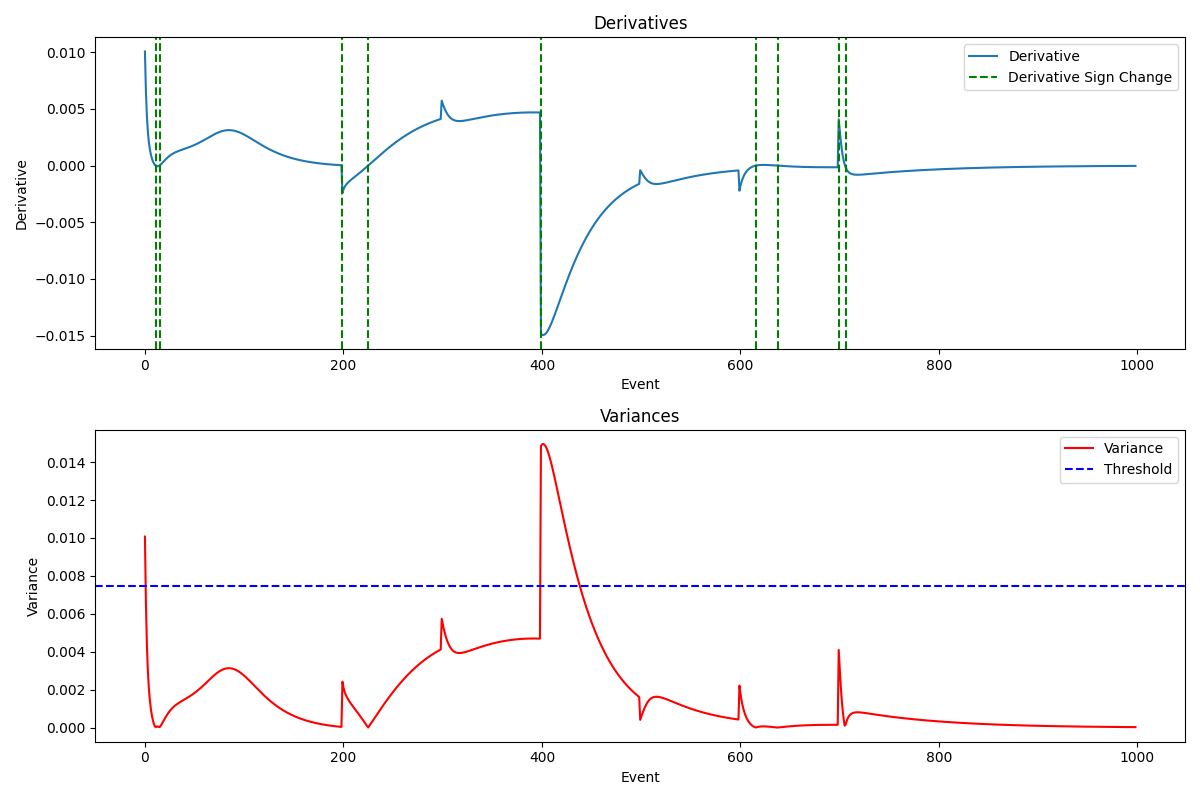 Derivatives
0.010
0.005
0.000
−0.005
−0.010
−0.015
Derivative
Derivative
Derivative Sign Change
0 200 400 600 800 1000
Event
Variances
0.014
0.012
0.010
0.008
0.006
0.004
0.002
0.000
Variance
Variance
Threshold
0 200 400 600 800 1000
Event